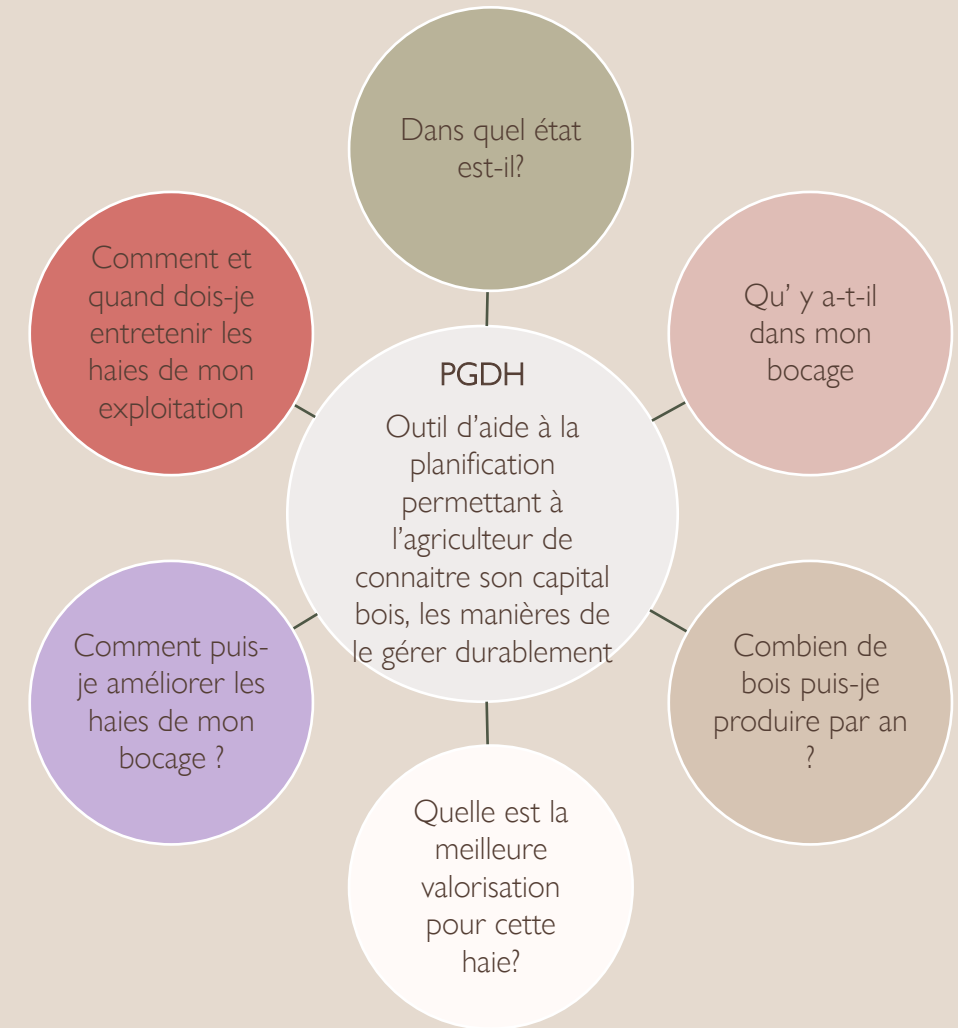 Dans quel état
est-il?
Qu' y a-t-il
dans mon
bocage
Combien de
bois puis-je
produire par an
?
Quelle est la
meilleure
valorisation
pour cette
haie?
Comment puis-
je améliorer les
haies de mon
bocage ?
Comment et
quand dois-je
entretenir les
haies de mon
exploitation
PGDH
Outil d'aide à la
planification
permettant à
l'agriculteur de
connaitre son capital
bois, les manières de
le gérer durablement